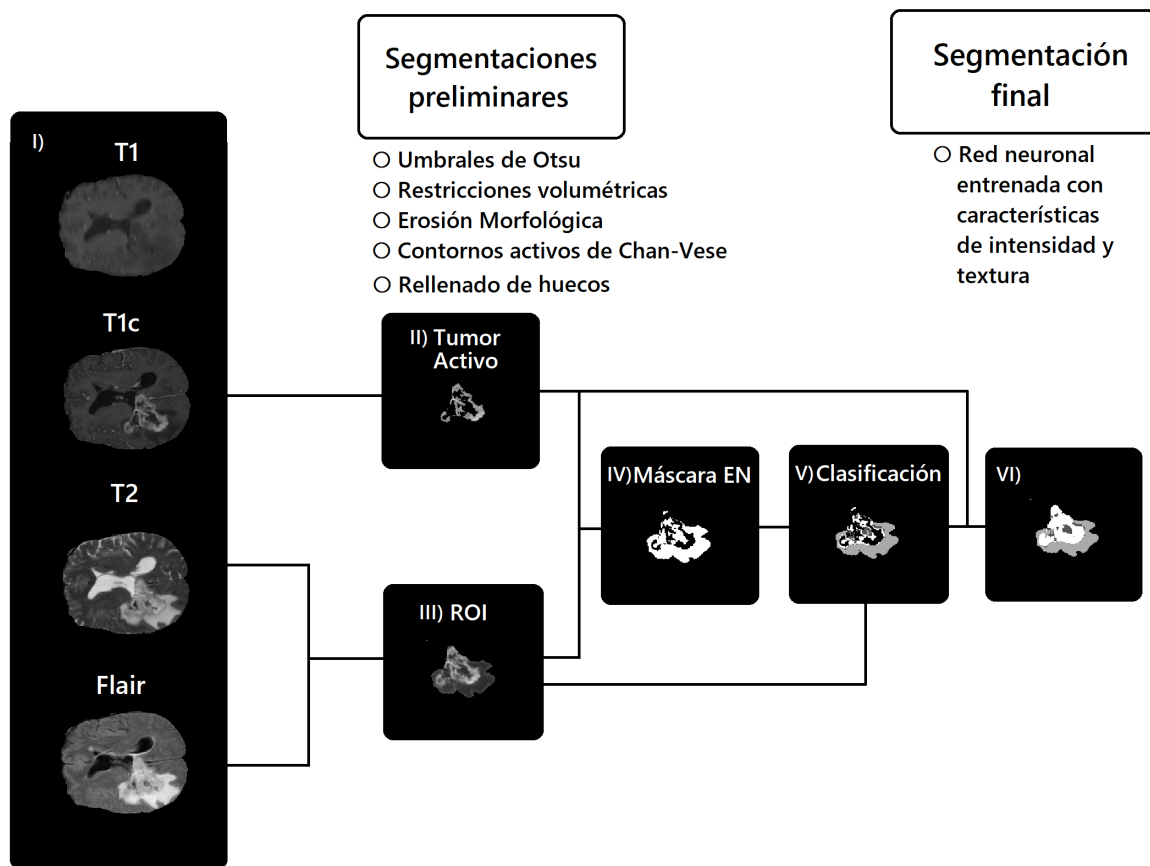 Segmentaciones
preliminares
Segmentación
final
Umbrales de Otsu
Restricciones volumétricas
Erosión Morfológica
Contornos activos de Chan-Vese
Rellenado de huecos
Red neuronal
entrenada con
características
de intensidad y
textura
I)
T1
T1c
T2
Flair
II) Tumor
Activo
III) ROI
IV) Máscara EN
V) Clasificación
VI)